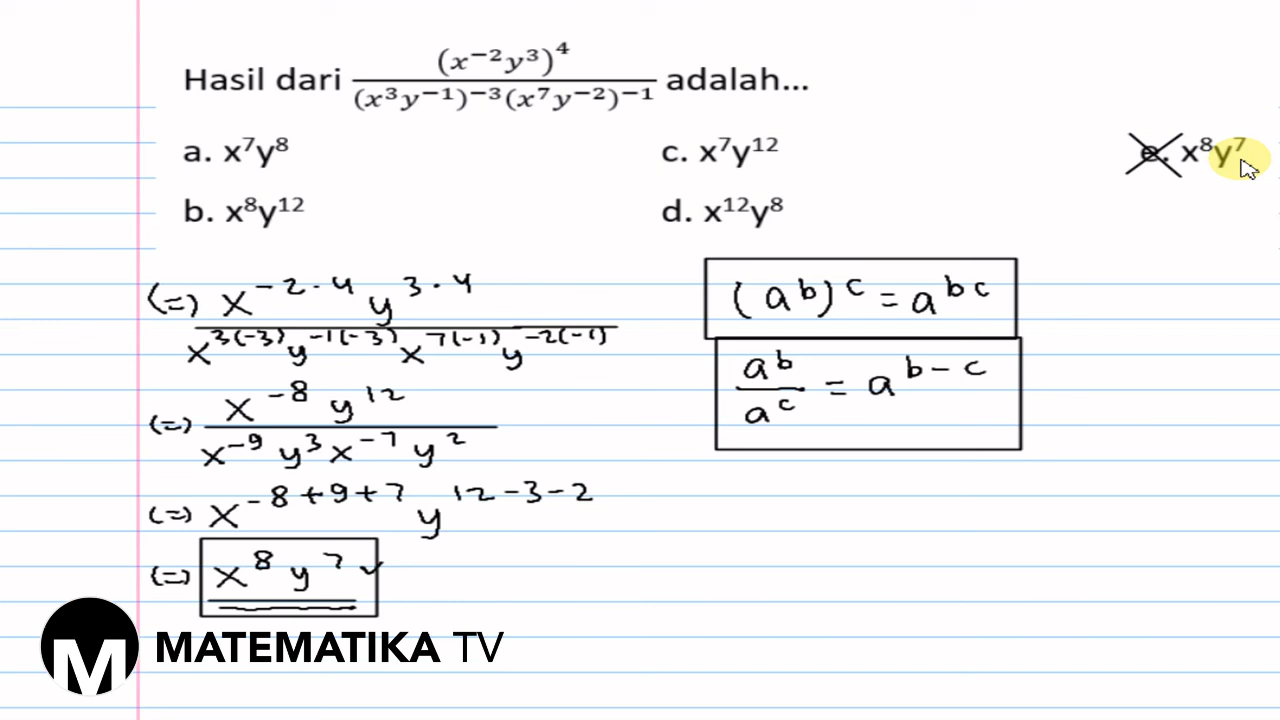 Hasil dari (x⁻²y³)⁴ / (x³y⁻¹)⁻³(x⁷y⁻²)⁻¹ adalah...
a. x⁷y⁸ c. x⁷y¹² e. x⁸y⁷
b. x⁸y¹² d. x¹²y⁸
(=) x^(-2·4) y^(3·4) / x^(3(-3)) y^(-1(-3)) x^(7(-1)) y^(-2(-1))
(=) x⁻⁸ y¹² / x⁻⁹ y³ x⁻⁷ y²
(=) x^(-8+9+7) y^(12-3-2)
(=) x⁸ y⁷
(a^b)^c = a^(bc)
a^b / a^c = a^(b-c)
M MATEMATIKA TV